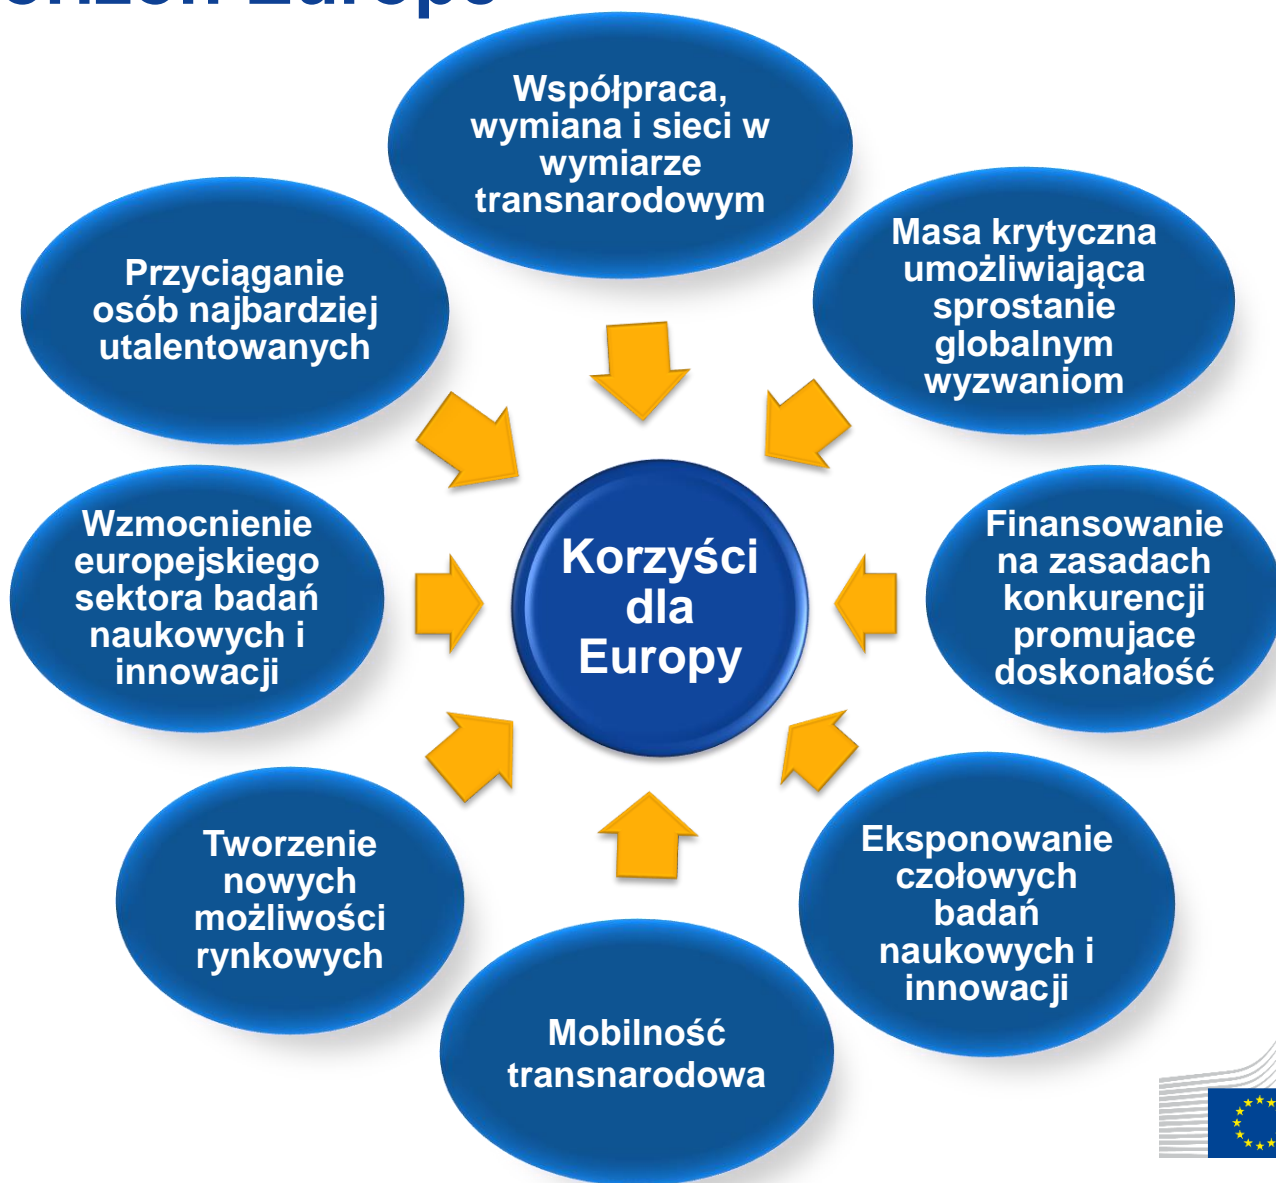 Europe
Współpraca,
wymiana i sieci w
wymiarze
transnarodowym
Masa krytyczna
umożliwiająca
sprostanie
globalnym
wyzwaniom
Przyciąganie
osób najbardziej
utalentowanych
Wzmocnienie
europejskiego
sektora badań
naukowych i
innowacji
Korzyści
dla
Europy
Finansowanie
na zasadach
konkurencji
promujace
doskonałość
Tworzenie
nowych
możliwości
rynkowych
Eksponowanie
czołowych
badań
naukowych i
innowacji
Mobilność
transnarodowa